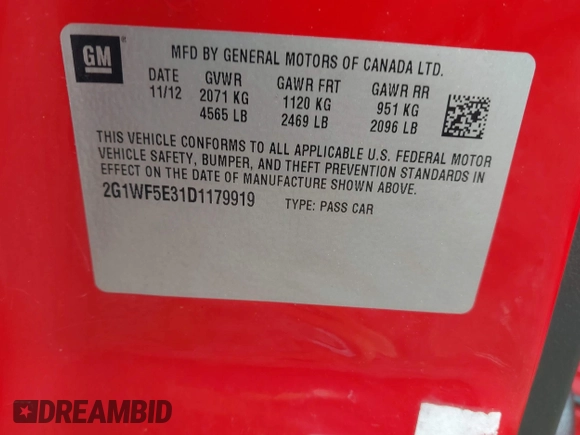 GM
MFD BY GENERAL MOTORS OF CANADA LTD.
DATE GVWR GAWR FRT GAWR RR
11/12 2071 KG 1120 KG 951 KG
4565 LB 2469 LB 2096 LB
THIS VEHICLE CONFORMS TO ALL APPLICABLE U.S. FEDERAL MOTOR
VEHICLE SAFETY, BUMPER, AND THEFT PREVENTION STANDARDS IN
EFFECT ON THE DATE OF MANUFACTURE SHOWN ABOVE.
2G1WF5E31D1179919 TYPE: PASS CAR
DREAMBID